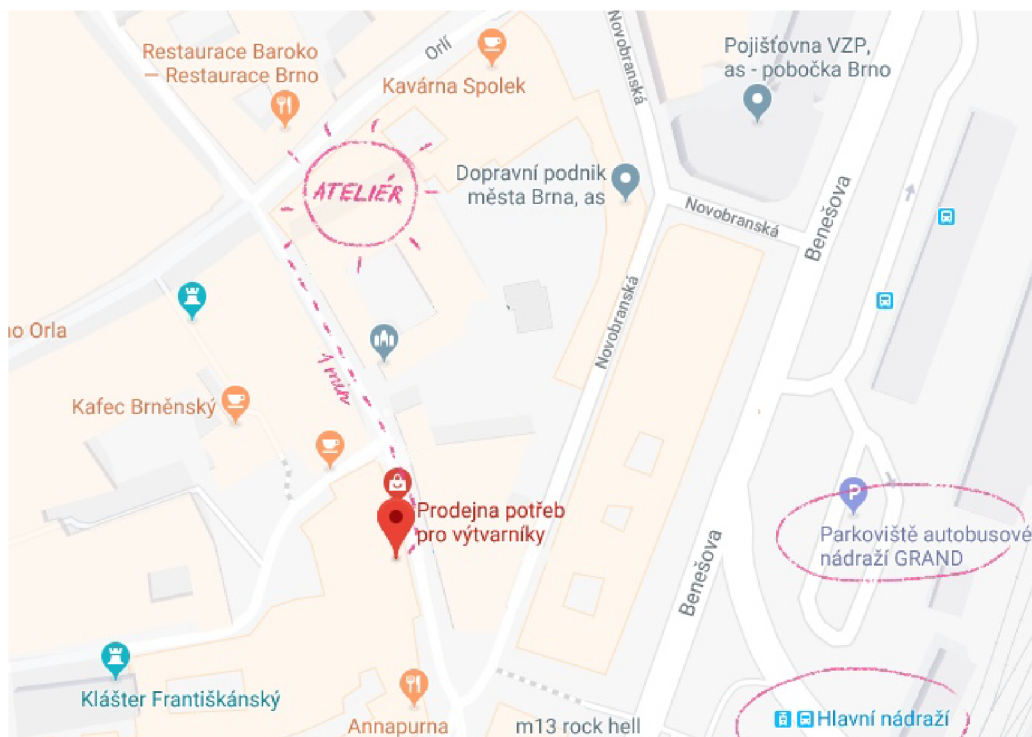 Restaurace Baroko
– Restaurace Brno
Orlí
Kavárna Spolek
Novobranská
Pojišťovna VZP,
as - pobočka Brno
ATELIÉR
Dopravní podnik
města Brna, as
Novobranská
Benešova
no Orla
1 min
Novobranská
Kafec Brněnský
P
Prodejna potřeb
pro výtvarníky
Parkoviště autobusové
nádraží GRAND
Benešova
Klášter Františkánský
Annapurna
m13 rock hell
Hlavní nádraží